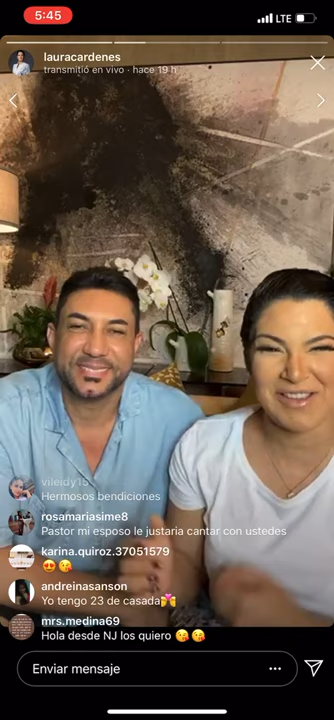 5:45
LTE
lauracardenes
transmitió en vivo · hace 19 h
vileidy15
Hermosos bendiciones
rosamariasime8
Pastor mi esposo le justaria cantar con ustedes
karina.quiroz.37051579
😍😘
andreinasanson
Yo tengo 23 de casada💏
mrs.medina69
Hola desde NJ los quiero 😘😘
Enviar mensaje